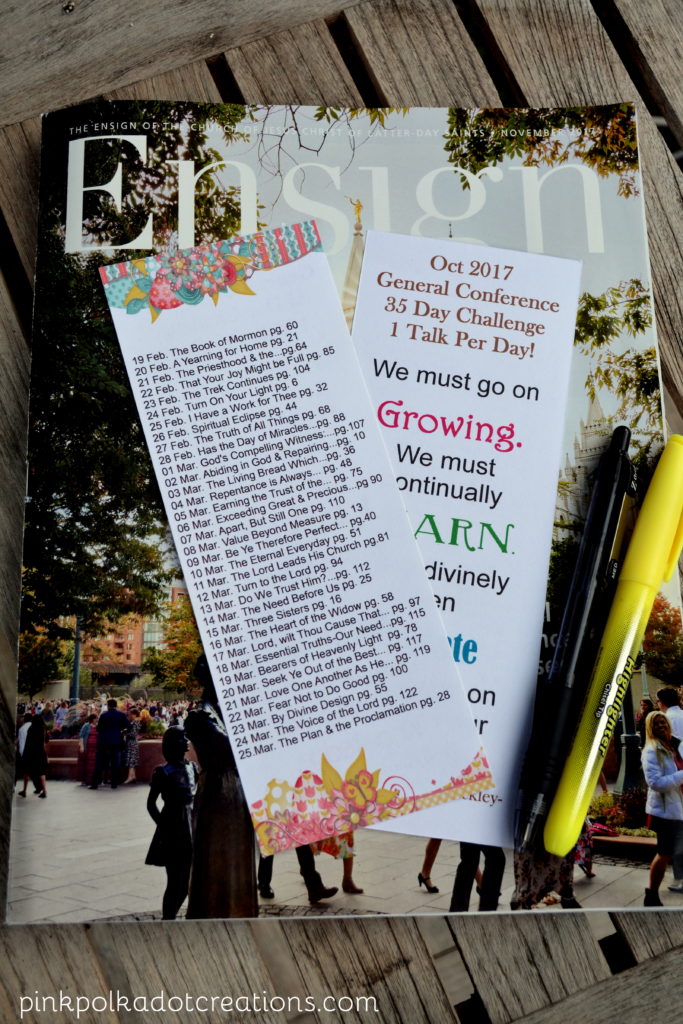 THE ENSIGN OF THE CHURCH OF JESUS CHRIST OF LATTER-DAY SAINTS • NOVEMBER 2017
Ensign
19 Feb. The Book of Mormon pg. 60
20 Feb. A Yearning for Home pg. 21
21 Feb. The Priesthood & the...pg.64
22 Feb. That Your Joy Might be Full pg. 85
23 Feb. The Trek Continues pg. 104
24 Feb. Turn On Your Light pg. 6
25 Feb. I Have a Work for Thee pg. 32
26 Feb. Spiritual Eclipse pg. 44
27 Feb. The Truth of All Things pg. 68
28 Feb. Has the Day of Miracles...pg. 88
01 Mar. God's Compelling Witness:...pg.107
02 Mar. Abiding in God & Repairing...pg. 10
03 Mar. The Living Bread Which...pg. 36
04 Mar. Repentance is Always... pg. 48
05 Mar. Earning the Trust of the... pg. 75
06 Mar. Exceeding Great & Precious...pg 90
07 Mar. Apart, But Still One pg. 110
08 Mar. Value Beyond Measure pg. 13
09 Mar. Be Ye Therefore Perfect... pg.40
10 Mar. The Eternal Everyday pg. 51
11 Mar. The Lord Leads His Church pg.81
12 Mar. Turn to the Lord pg. 94
13 Mar. Do We Trust Him?...pg. 112
14 Mar. The Need Before Us pg. 25
15 Mar. Three Sisters pg. 16
16 Mar. The Heart of the Widow pg. 58
17 Mar. Lord, wilt Thou Cause That... pg. 97
18 Mar. Essential Truths-Our Need...pg. 115
19 Mar. Bearers of Heavenly Light pg. 78
20 Mar. Seek Ye Out of the Best... pg. 117
21 Mar. Love One Another As He... pg. 119
22 Mar. Fear Not to Do Good pg. 100
23 Mar. By Divine Design pg. 55
24 Mar. The Voice of the Lord pg. 122
25 Mar. The Plan & the Proclamation pg. 28
Oct 2017
General Conference
35 Day Challenge
1 Talk Per Day!
We must go on
Growing.
We must
ontinually
ARN.
divinely
en
te
on
ur
ckley-
Highlighter
Chisel Tip
pinkpolkadotcreations.com